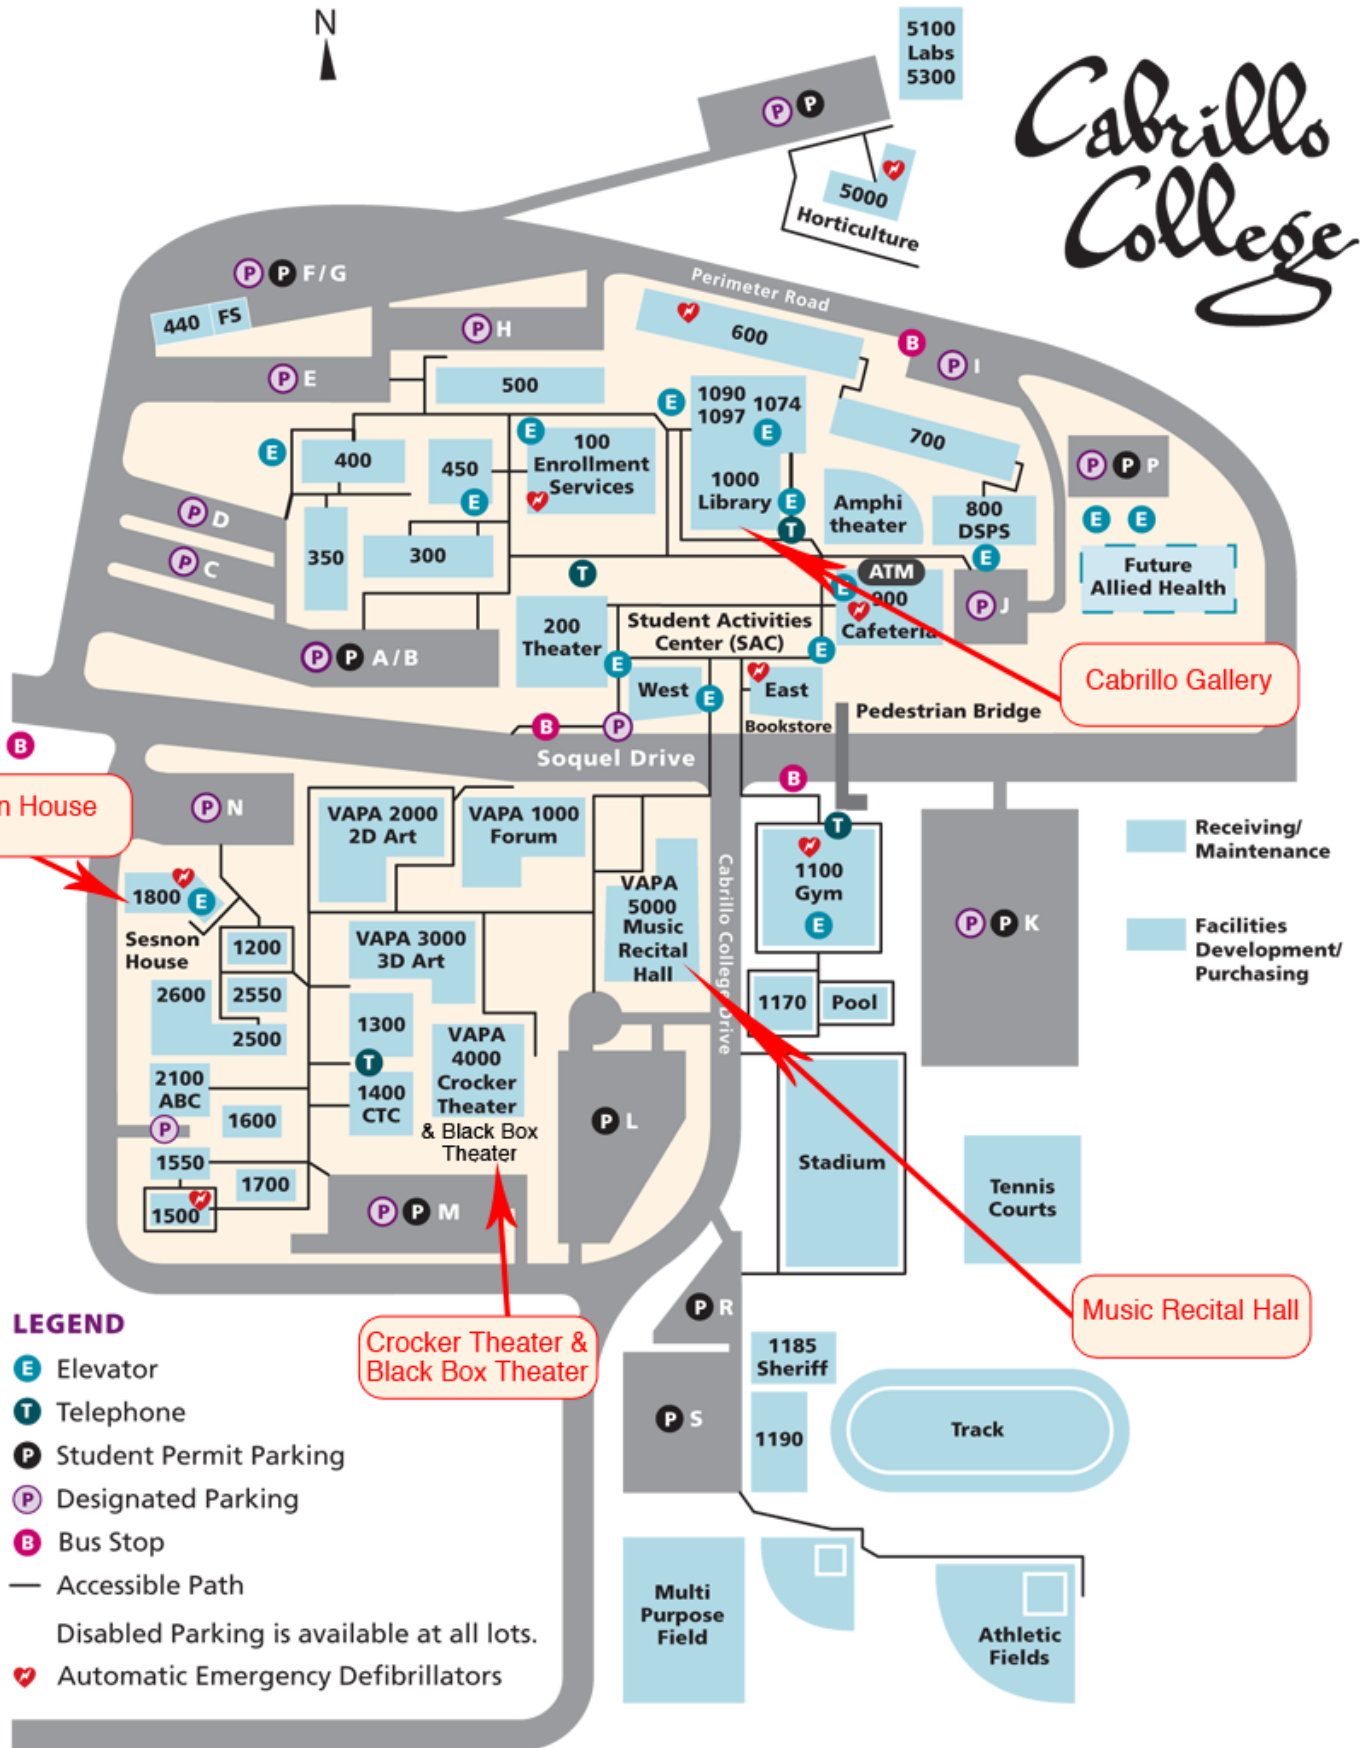 N
5100
Labs
5300
Cabrillo
College
P P
5000
Horticulture
Perimeter Road
P P F/G
440 FS
P H
600
B
P I
P E
500
E
1090
1097
1074
E
700
E
400
450
E
E
100
Enrollment
Services
1000
Library
E
T
Amphi
theater
800
DSPS
E
P P P
E E
Future
Allied Health
P D
P C
350
300
T
ATM
E
900
Cafeteria
P J
P P A/B
200
Theater
Student Activities
Center (SAC)
E
E
West
E
East
Bookstore
Pedestrian Bridge
Cabrillo Gallery
B P
Soquel Drive
B
B
n House
P N
VAPA 2000
2D Art
VAPA 1000
Forum
T
1100
Gym
E
Receiving/
Maintenance
1800
E
Sesnon
House
VAPA
5000
Music
Recital
Hall
Cabrillo College Drive
P P K
Facilities
Development/
Purchasing
1200
VAPA 3000
3D Art
2600
2550
2500
1300
T
VAPA
4000
Crocker
Theater
& Black Box
Theater
1170
Pool
2100
ABC
1400
CTC
P
1600
P L
1550
1700
1500
P P M
Stadium
Tennis
Courts
P R
Music Recital Hall
Crocker Theater &
Black Box Theater
1185
Sheriff
P S
1190
Track
LEGEND
E Elevator
T Telephone
P Student Permit Parking
P Designated Parking
B Bus Stop
Accessible Path
Disabled Parking is available at all lots.
Automatic Emergency Defibrillators
Multi
Purpose
Field
Athletic
Fields